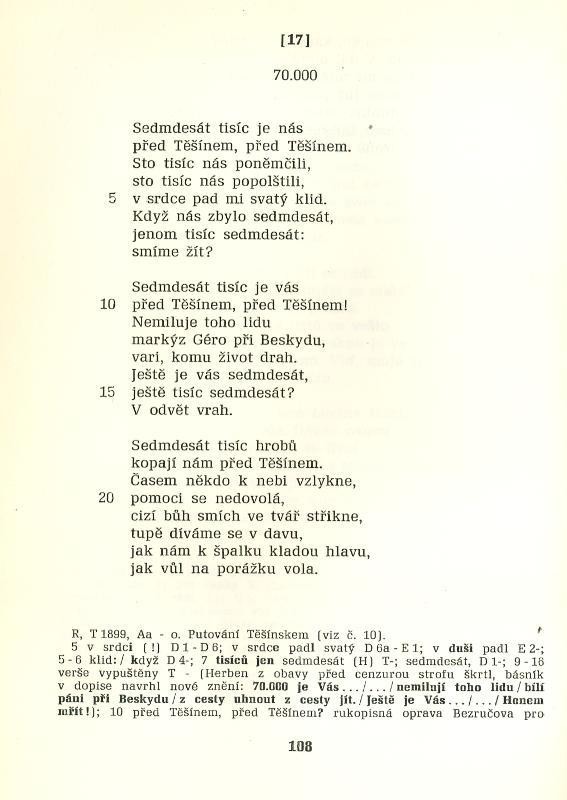 [17]
70.000
Sedmdesát tisíc je nás
před Těšínem, před Těšínem.
Sto tisíc nás poněmčili,
sto tisíc nás popolštili,
5 v srdce pad mi svatý klid.
Když nás zbylo sedmdesát,
jenom tisíc sedmdesát:
smíme žít?
Sedmdesát tisíc je vás
10 před Těšínem, před Těšínem!
Nemiluje toho lidu
markýz Géro při Beskydu,
vari, komu život drah.
Ještě je vás sedmdesát,
15 ještě tisíc sedmdesát?
V odvět vrah.
Sedmdesát tisíc hrobů
kopají nám před Těšínem.
Časem někdo k nebi vzlykne,
20 pomoci se nedovolá,
cizí bůh smích ve tvář střikne,
tupě díváme se v davu,
jak nám k špalku kladou hlavu,
jak vůl na porážku vola.
R, T 1899, Aa - o. Putování Těšínskem (viz č. 10).
5 v srdci (!) D 1 - D 6; v srdce padl svatý D 6a - E 1; v duši padl E 2-;
5 - 6 klid:/ když D 4-; 7 tisíců jen sedmdesát (H) T-; sedmdesát, D 1-; 9 - 16
verše vypuštěny T - (Herben z obavy před cenzurou strofu škrtl, básník
v dopise navrhl nové znění: 70.000 je Vás.../.../nemilují toho lidu/bílí
páni při Beskydu/z cesty uhnout z cesty jít./Ještě je Vás.../.../Honem
mřít!); 10 před Těšínem, před Těšínem? rukopisná oprava Bezručova pro
108